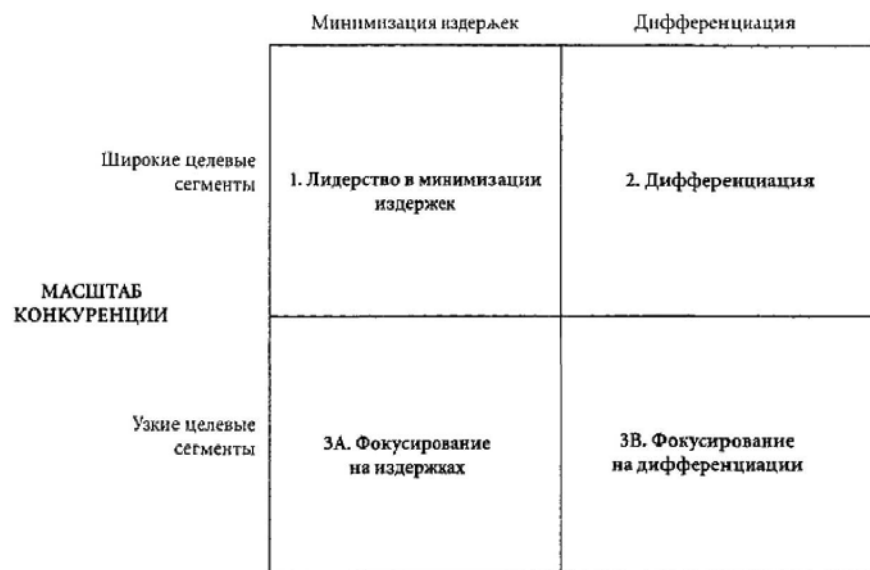 Минимизация издержек
Дифференциация
Широкие целевые
сегменты
1. Лидерство в минимизации
издержек
2. Дифференциация
МАСШТАБ
КОНКУРЕНЦИИ
Узкие целевые
сегменты
3А. Фокусирование
на издержках
3В. Фокусирование
на дифференциации